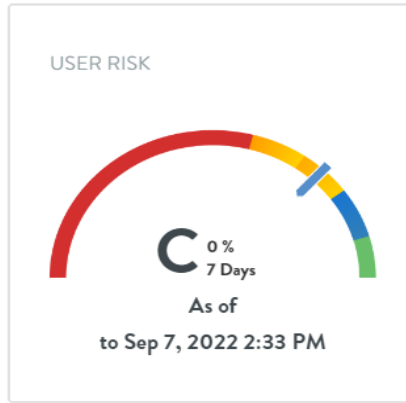 USER RISK
C 0 %
7 Days
As of
to Sep 7, 2022 2:33 PM